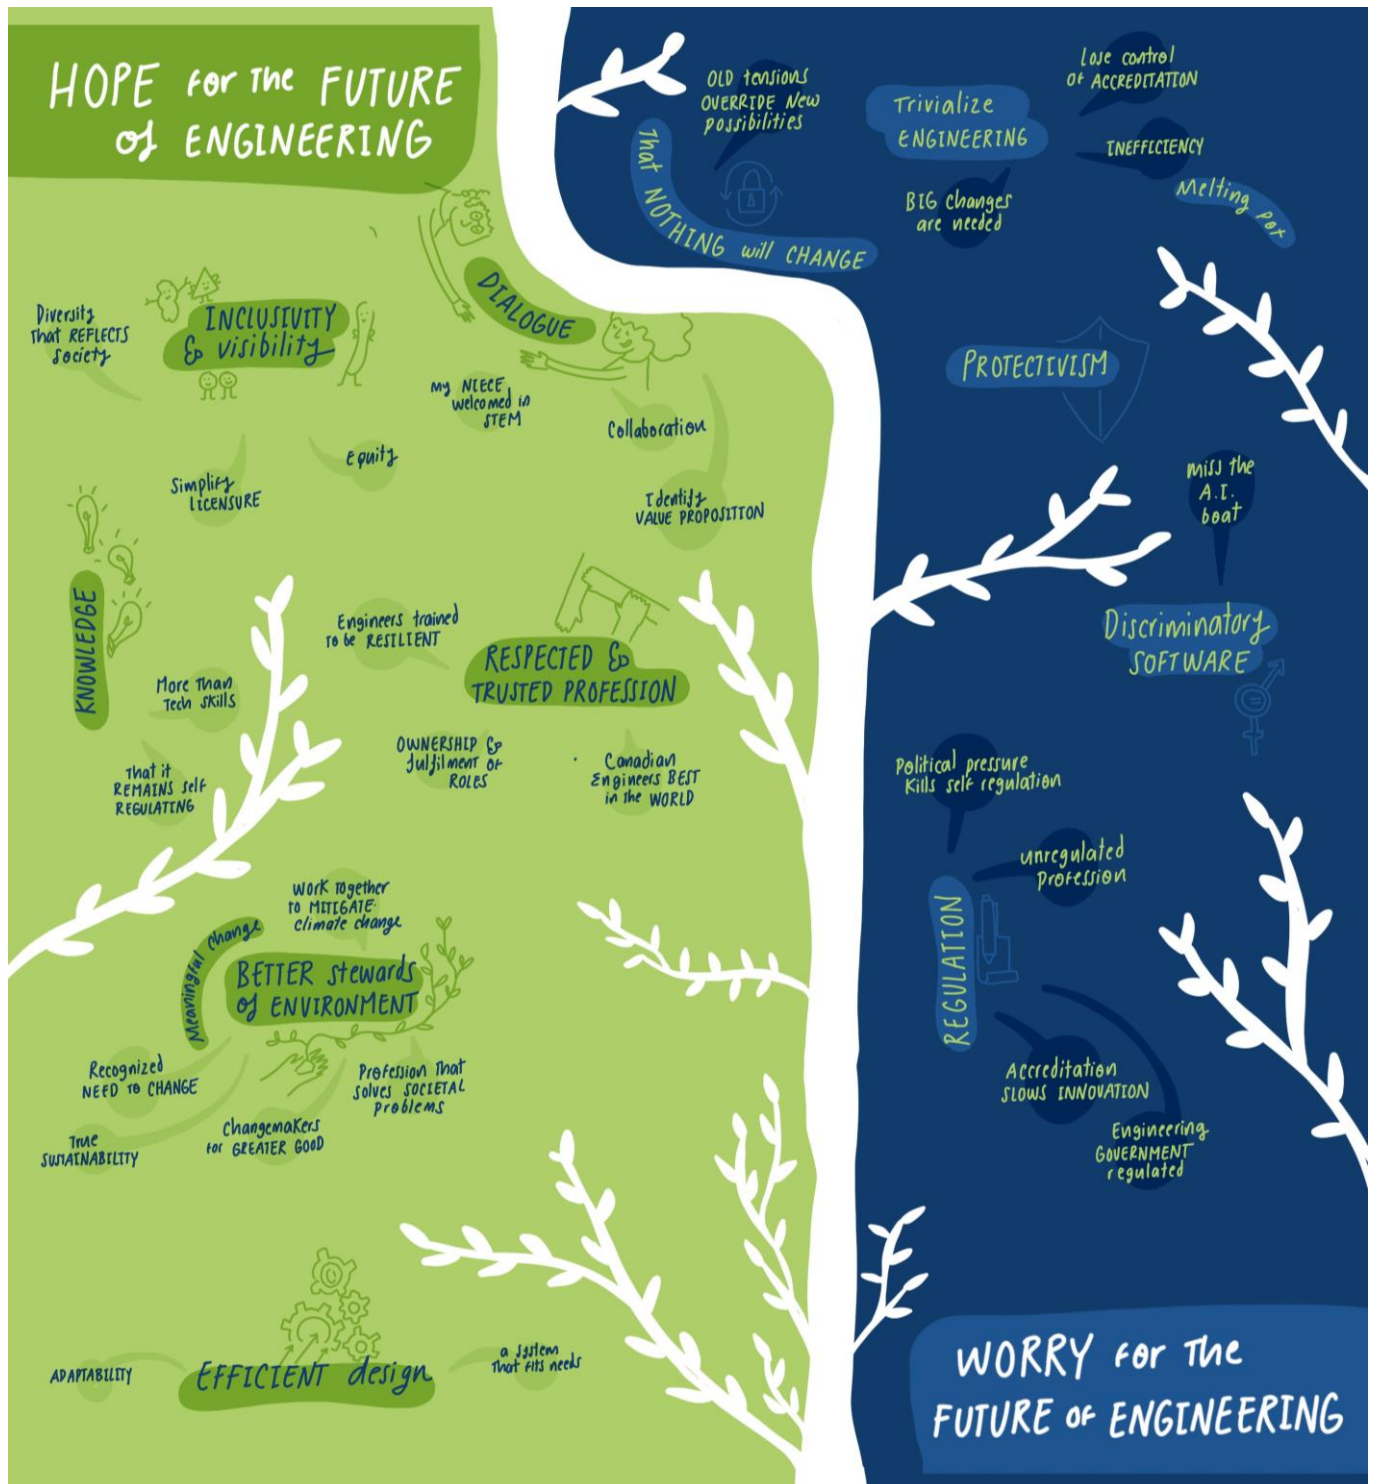 HOPE for the FUTURE
of ENGINEERING
DIALOGUE
INCLUSIVITY
& visibility
Diversity
that REFLECTS
society
My NIECE
welcomed in
STEM
Collaboration
Equity
Simplify
LICENSURE
Identify
VALUE PROPOSITION
KNOWLEDGE
Engineers trained
to be RESILIENT
RESPECTED &
TRUSTED PROFESSION
More than
Tech skills
OWNERSHIP &
fulfilment of
ROLES
Canadian
Engineers BEST
in the WORLD
That it
REMAINS self
REGULATING
Work together
to MITIGATE
climate change
Meaningful change
BETTER stewards
of ENVIRONMENT
Recognized
NEED to CHANGE
Profession that
solves SOCIETAL
problems
Changemakers
for GREATER GOOD
True
SUSTAINABILITY
EFFICIENT design
ADAPTABILITY
a system
that fits needs
OLD tensions
OVERRIDE New
possibilities
That NOTHING will CHANGE
Trivialize
ENGINEERING
Lose control
of ACCREDITATION
INEFFICIENCY
BIG changes
are needed
Melting pot
PROTECTIVISM
miss the
A.I.
boat
Discriminatory
SOFTWARE
Political pressure
Kills self regulation
unregulated
profession
REGULATION
Accreditation
SLOWS INNOVATION
Engineering
GOVERNMENT
regulated
WORRY for the
FUTURE of ENGINEERING